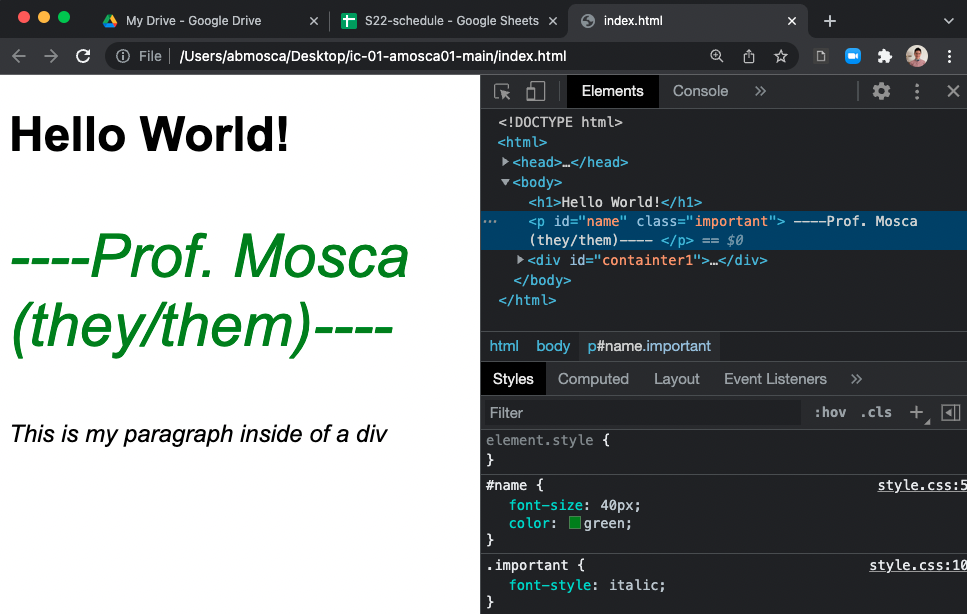 My Drive - Google Drive
S22-schedule - Google Sheets
index.html
File
/Users/abmosca/Desktop/ic-01-amosca01-main/index.html
Hello World!
----Prof. Mosca
(they/them)----
This is my paragraph inside of a div
Elements
Console
<!DOCTYPE html>
<html>
<head>…</head>
<body>
<h1>Hello World!</h1>
<p id="name" class="important"> ----Prof. Mosca
(they/them)---- </p> == $0
<div id="containter1">…</div>
</body>
</html>
html body p#name.important
Styles Computed Layout Event Listeners
Filter
:hov .cls
element.style {
}
#name { style.css:5
font-size: 40px;
color: green;
}
.important { style.css:10
font-style: italic;
}